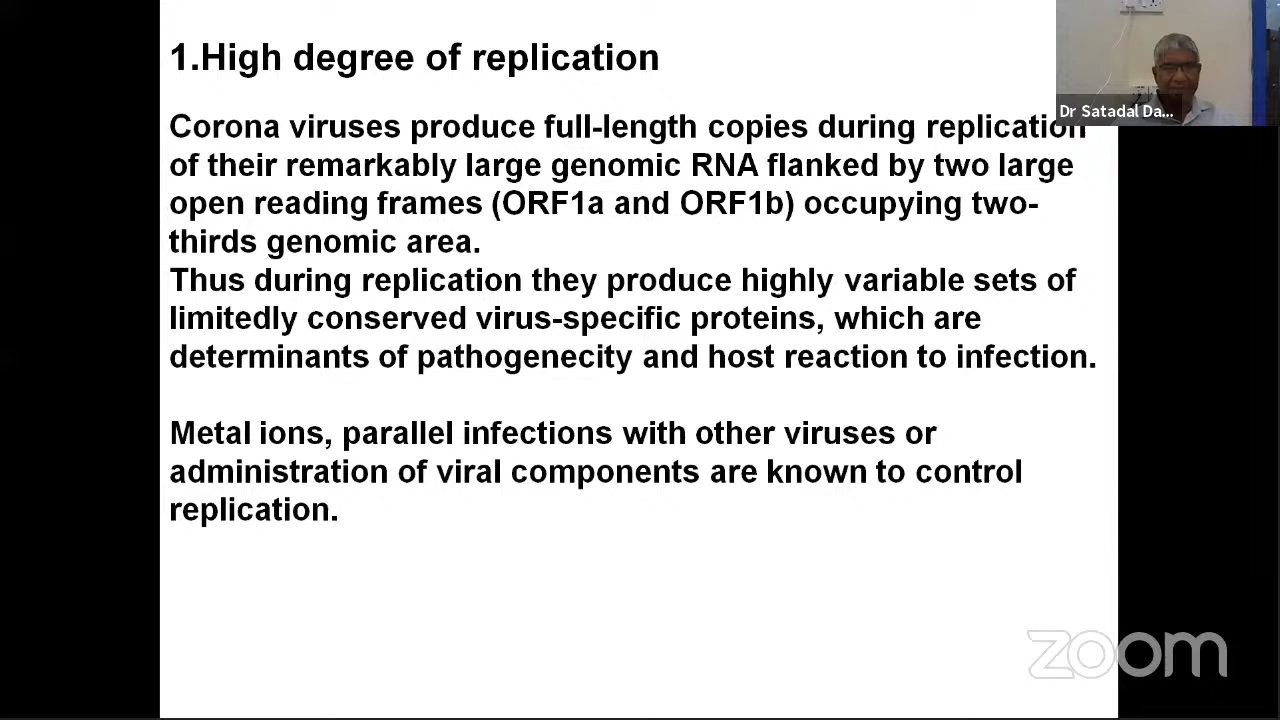 1.High degree of replication
Corona viruses produce full-length copies during replication
of their remarkably large genomic RNA flanked by two large
open reading frames (ORF1a and ORF1b) occupying two-
thirds genomic area.
Thus during replication they produce highly variable sets of
limitedly conserved virus-specific proteins, which are
determinants of pathogenecity and host reaction to infection.
Metal ions, parallel infections with other viruses or
administration of viral components are known to control
replication.
Dr Satadal Da...
zoom